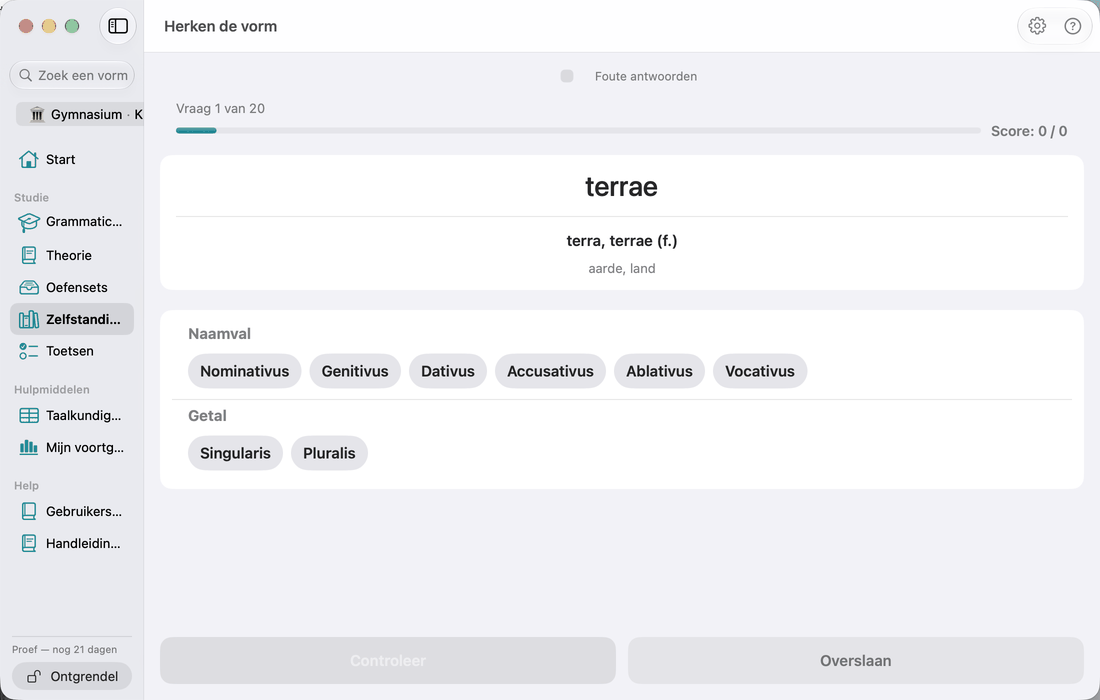 Herken de vorm
Zoek een vorm
Gymnasium · K
Start
Studie
Grammatic...
Theorie
Oefensets
Zelfstandi...
Toetsen
Hulpmiddelen
Taalkundig...
Mijn voortg...
Help
Gebruikers...
Handleidin...
Proef — nog 21 dagen
Ontgrendel
Foute antwoorden
Vraag 1 van 20
Score: 0 / 0
terrae
terra, terrae (f.)
aarde, land
Naamval
Nominativus Genitivus Dativus Accusativus Ablativus Vocativus
Getal
Singularis Pluralis
Controleer
Overslaan